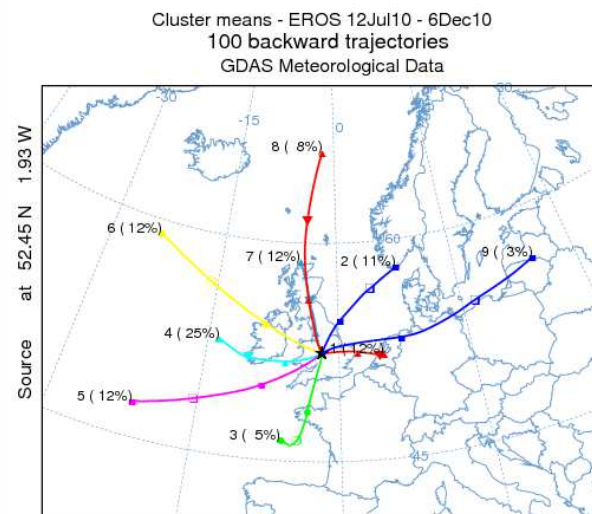 Cluster means - EROS 12Jul10 - 6Dec10
100 backward trajectories
GDAS Meteorological Data
Source at 52.45 N 1.93 W
-30
-15
0
8 ( 8%)
6 (12%)
7 (12%)
2 (11%)
60
9 ( 3%)
4 (25%)
1 (12%)
5 (12%)
3 ( 5%)
45